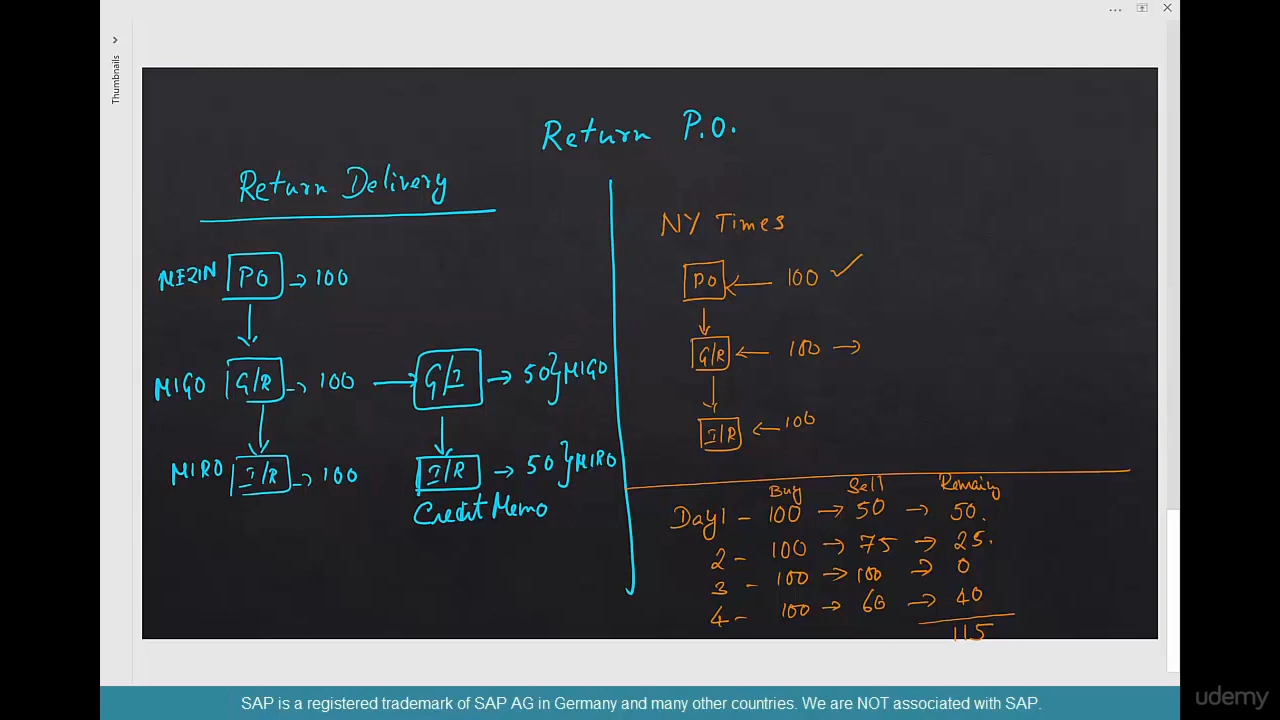 Thumbnails
Return P.O.
Return Delivery
ME21N PO → 100
MIGO G/R → 100 → G/I → 50 } MIGO
MIRO I/R → 100 I/R → 50 } MIRO
Credit Memo
NY Times
PO ← 100 ✓
G/R ← 100 →
I/R ← 100
Buy Sell Remaing
Day 1 – 100 → 50 → 50.
2 – 100 → 75 → 25.
3 – 100 → 100 → 0
4 – 100 → 60 → 40
115
SAP is a registered trademark of SAP AG in Germany and many other countries. We are NOT associated with SAP.
udemy